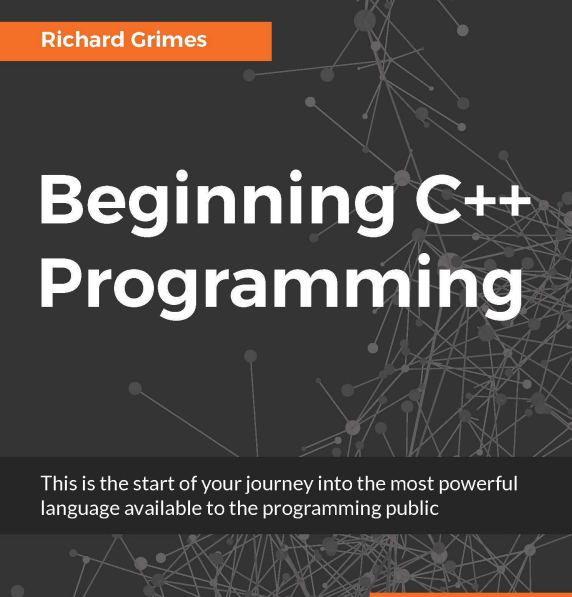 Richard Grimes
Beginning C++
Programming
This is the start of your journey into the most powerful
language available to the programming public